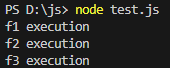 PS D:\js> node test.js
f1 execution
f2 execution
f3 execution